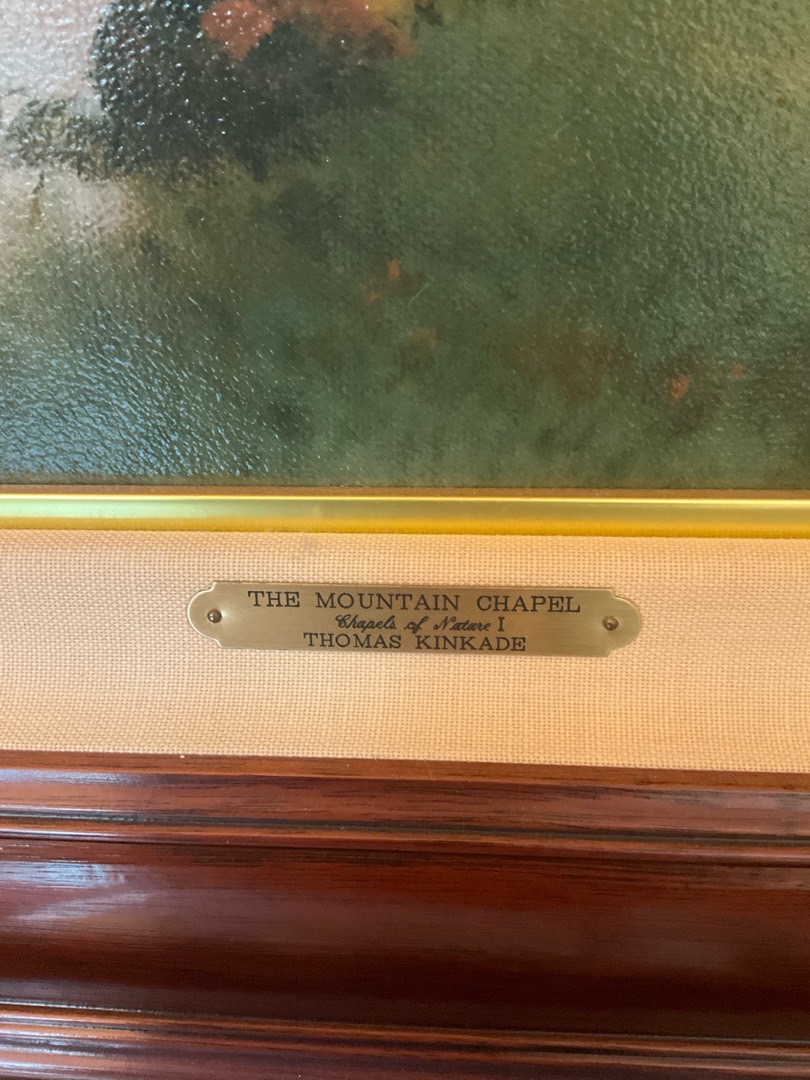 THE MOUNTAIN CHAPEL
Chapels of Nature I
THOMAS KINKADE